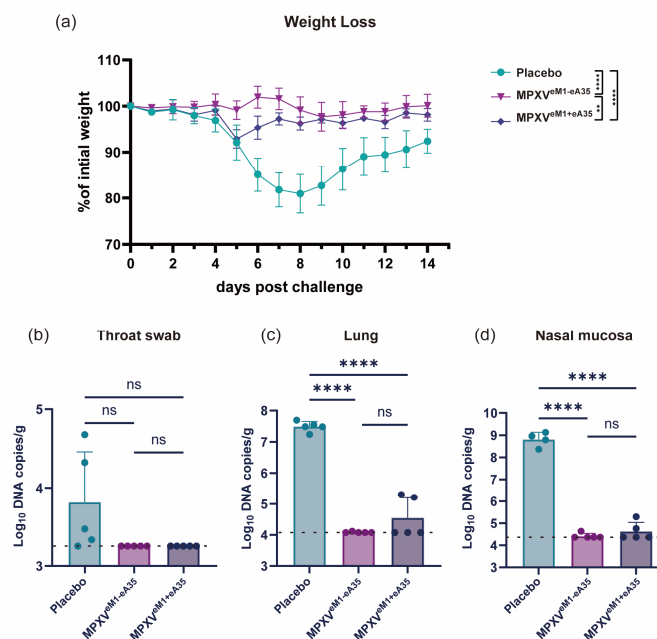 (a) Weight Loss
%of intial weight
110
100
90
80
70
0 2 4 6 8 10 12 14
days post challenge
Placebo
MPXVeM1-eA35
MPXVeM1+eA35
****
**
****
(b) Throat swab
ns
ns
ns
Log10 DNA copies/g
5
4
3
Placebo
MPXVeM1-eA35
MPXVeM1+eA35
(c) Lung
****
****
ns
Log10 DNA copies/g
8
7
6
5
4
3
Placebo
MPXVeM1-eA35
MPXVeM1+eA35
(d) Nasal mucosa
****
****
ns
Log10 DNA copies/g
11
10
9
8
7
6
5
4
3
Placebo
MPXVeM1-eA35
MPXVeM1+eA35